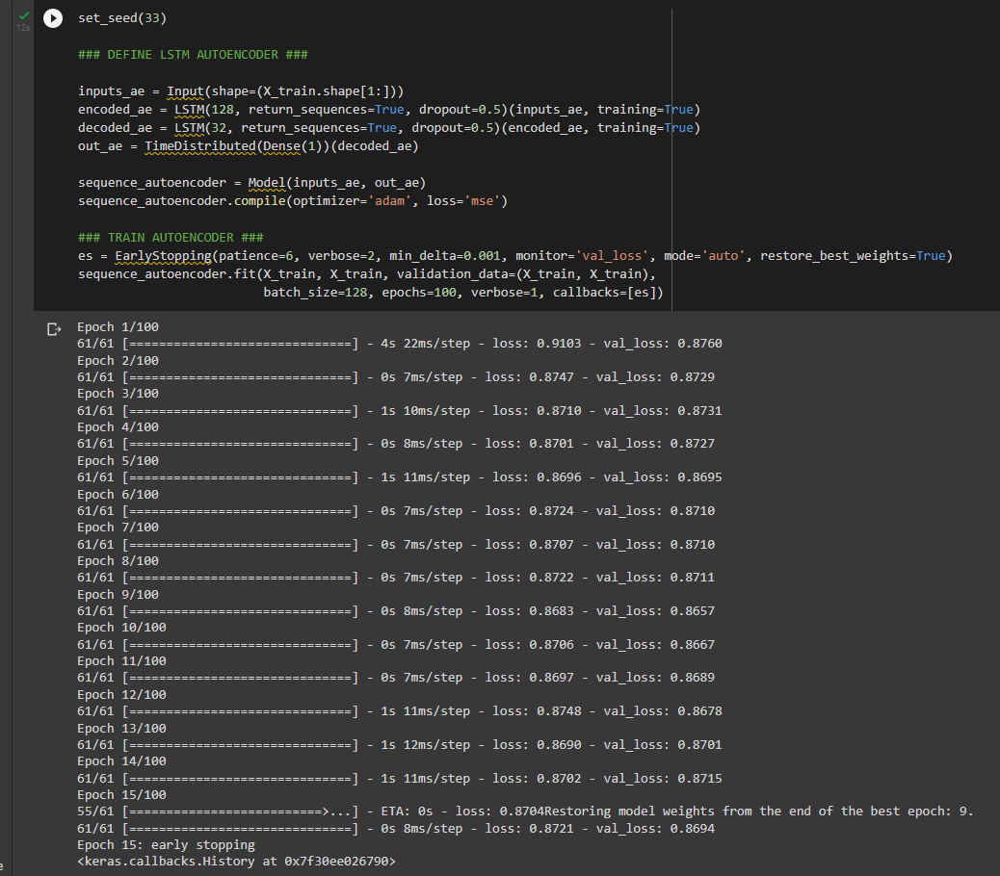 12s
set_seed(33)
### DEFINE LSTM AUTOENCODER ###
inputs_ae = Input(shape=(X_train.shape[1:]))
encoded_ae = LSTM(128, return_sequences=True, dropout=0.5)(inputs_ae, training=True)
decoded_ae = LSTM(32, return_sequences=True, dropout=0.5)(encoded_ae, training=True)
out_ae = TimeDistributed(Dense(1))(decoded_ae)
sequence_autoencoder = Model(inputs_ae, out_ae)
sequence_autoencoder.compile(optimizer='adam', loss='mse')
### TRAIN AUTOENCODER ###
es = EarlyStopping(patience=6, verbose=2, min_delta=0.001, monitor='val_loss', mode='auto', restore_best_weights=True)
sequence_autoencoder.fit(X_train, X_train, validation_data=(X_train, X_train),
batch_size=128, epochs=100, verbose=1, callbacks=[es])
Epoch 1/100
61/61 [==============================] - 4s 22ms/step - loss: 0.9103 - val_loss: 0.8760
Epoch 2/100
61/61 [==============================] - 0s 7ms/step - loss: 0.8747 - val_loss: 0.8729
Epoch 3/100
61/61 [==============================] - 1s 10ms/step - loss: 0.8710 - val_loss: 0.8731
Epoch 4/100
61/61 [==============================] - 0s 8ms/step - loss: 0.8701 - val_loss: 0.8727
Epoch 5/100
61/61 [==============================] - 1s 11ms/step - loss: 0.8696 - val_loss: 0.8695
Epoch 6/100
61/61 [==============================] - 0s 7ms/step - loss: 0.8724 - val_loss: 0.8710
Epoch 7/100
61/61 [==============================] - 0s 7ms/step - loss: 0.8707 - val_loss: 0.8710
Epoch 8/100
61/61 [==============================] - 0s 7ms/step - loss: 0.8722 - val_loss: 0.8711
Epoch 9/100
61/61 [==============================] - 0s 8ms/step - loss: 0.8683 - val_loss: 0.8657
Epoch 10/100
61/61 [==============================] - 0s 7ms/step - loss: 0.8706 - val_loss: 0.8667
Epoch 11/100
61/61 [==============================] - 0s 7ms/step - loss: 0.8697 - val_loss: 0.8689
Epoch 12/100
61/61 [==============================] - 1s 11ms/step - loss: 0.8748 - val_loss: 0.8678
Epoch 13/100
61/61 [==============================] - 1s 12ms/step - loss: 0.8690 - val_loss: 0.8701
Epoch 14/100
61/61 [==============================] - 1s 11ms/step - loss: 0.8702 - val_loss: 0.8715
Epoch 15/100
55/61 [==========================>...] - ETA: 0s - loss: 0.8704Restoring model weights from the end of the best epoch: 9.
61/61 [==============================] - 0s 8ms/step - loss: 0.8721 - val_loss: 0.8694
Epoch 15: early stopping
<keras.callbacks.History at 0x7f30ee026790>
e